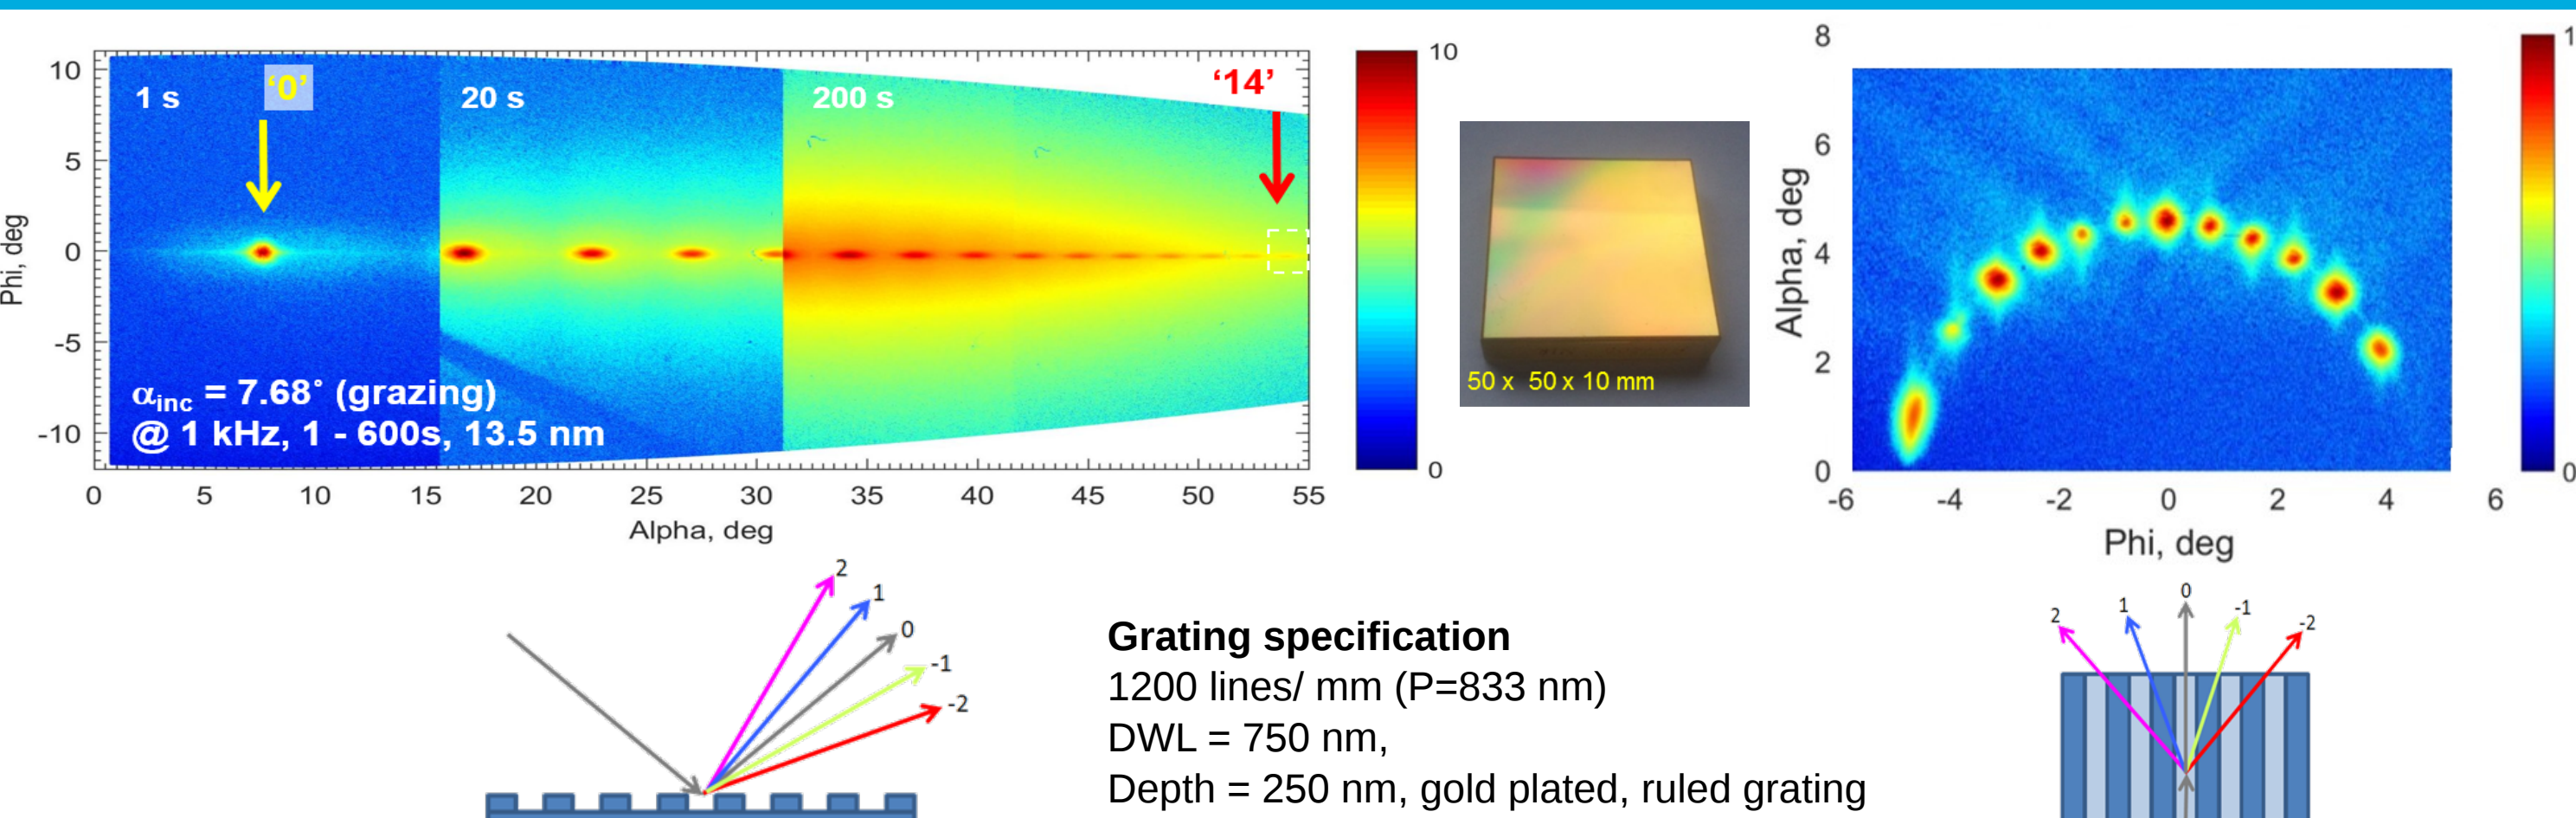 10
5
0
-5
-10
Phi, deg
1 s
‘0’
20 s
200 s
‘14’
αinc = 7.68° (grazing)
@ 1 kHz, 1 - 600s, 13.5 nm
0 5 10 15 20 25 30 35 40 45 50 55
Alpha, deg
10
0
50 x 50 x 10 mm
8
6
4
2
0
Alpha, deg
-6 -4 -2 0 2 4 6
Phi, deg
1
0
2
1
0
-1
-2
Grating specification
1200 lines/ mm (P=833 nm)
DWL = 750 nm,
Depth = 250 nm, gold plated, ruled grating
2
1
0
-1
-2